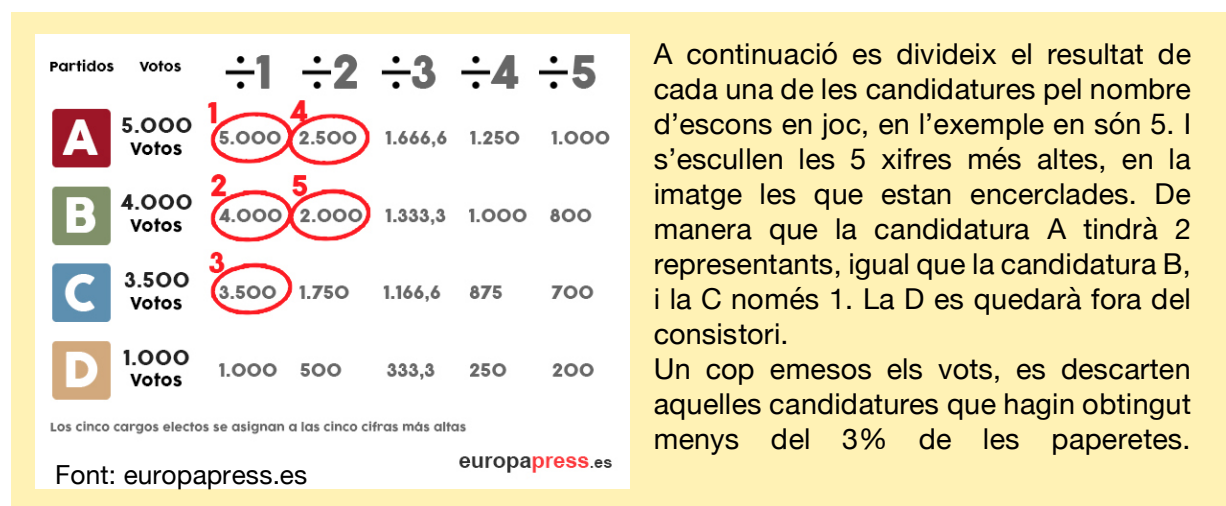 Partidos Votos ÷1 ÷2 ÷3 ÷4 ÷5
1 4
A 5.000 Votos 5.000 2.500 1.666,6 1.250 1.000
2 5
B 4.000 Votos 4.000 2.000 1.333,3 1.000 800
3
C 3.500 Votos 3.500 1.750 1.166,6 875 700
D 1.000 Votos 1.000 500 333,3 250 200
Los cinco cargos electos se asignan a las cinco cifras más altas
europapress.es
Font: europapress.es
A continuació es divideix el resultat de
cada una de les candidatures pel nombre
d'escons en joc, en l'exemple en són 5. I
s'escullen les 5 xifres més altes, en la
imatge les que estan encerclades. De
manera que la candidatura A tindrà 2
representants, igual que la candidatura B,
i la C només 1. La D es quedarà fora del
consistori.
Un cop emesos els vots, es descarten
aquelles candidatures que hagin obtingut
menys del 3% de les paperetes.